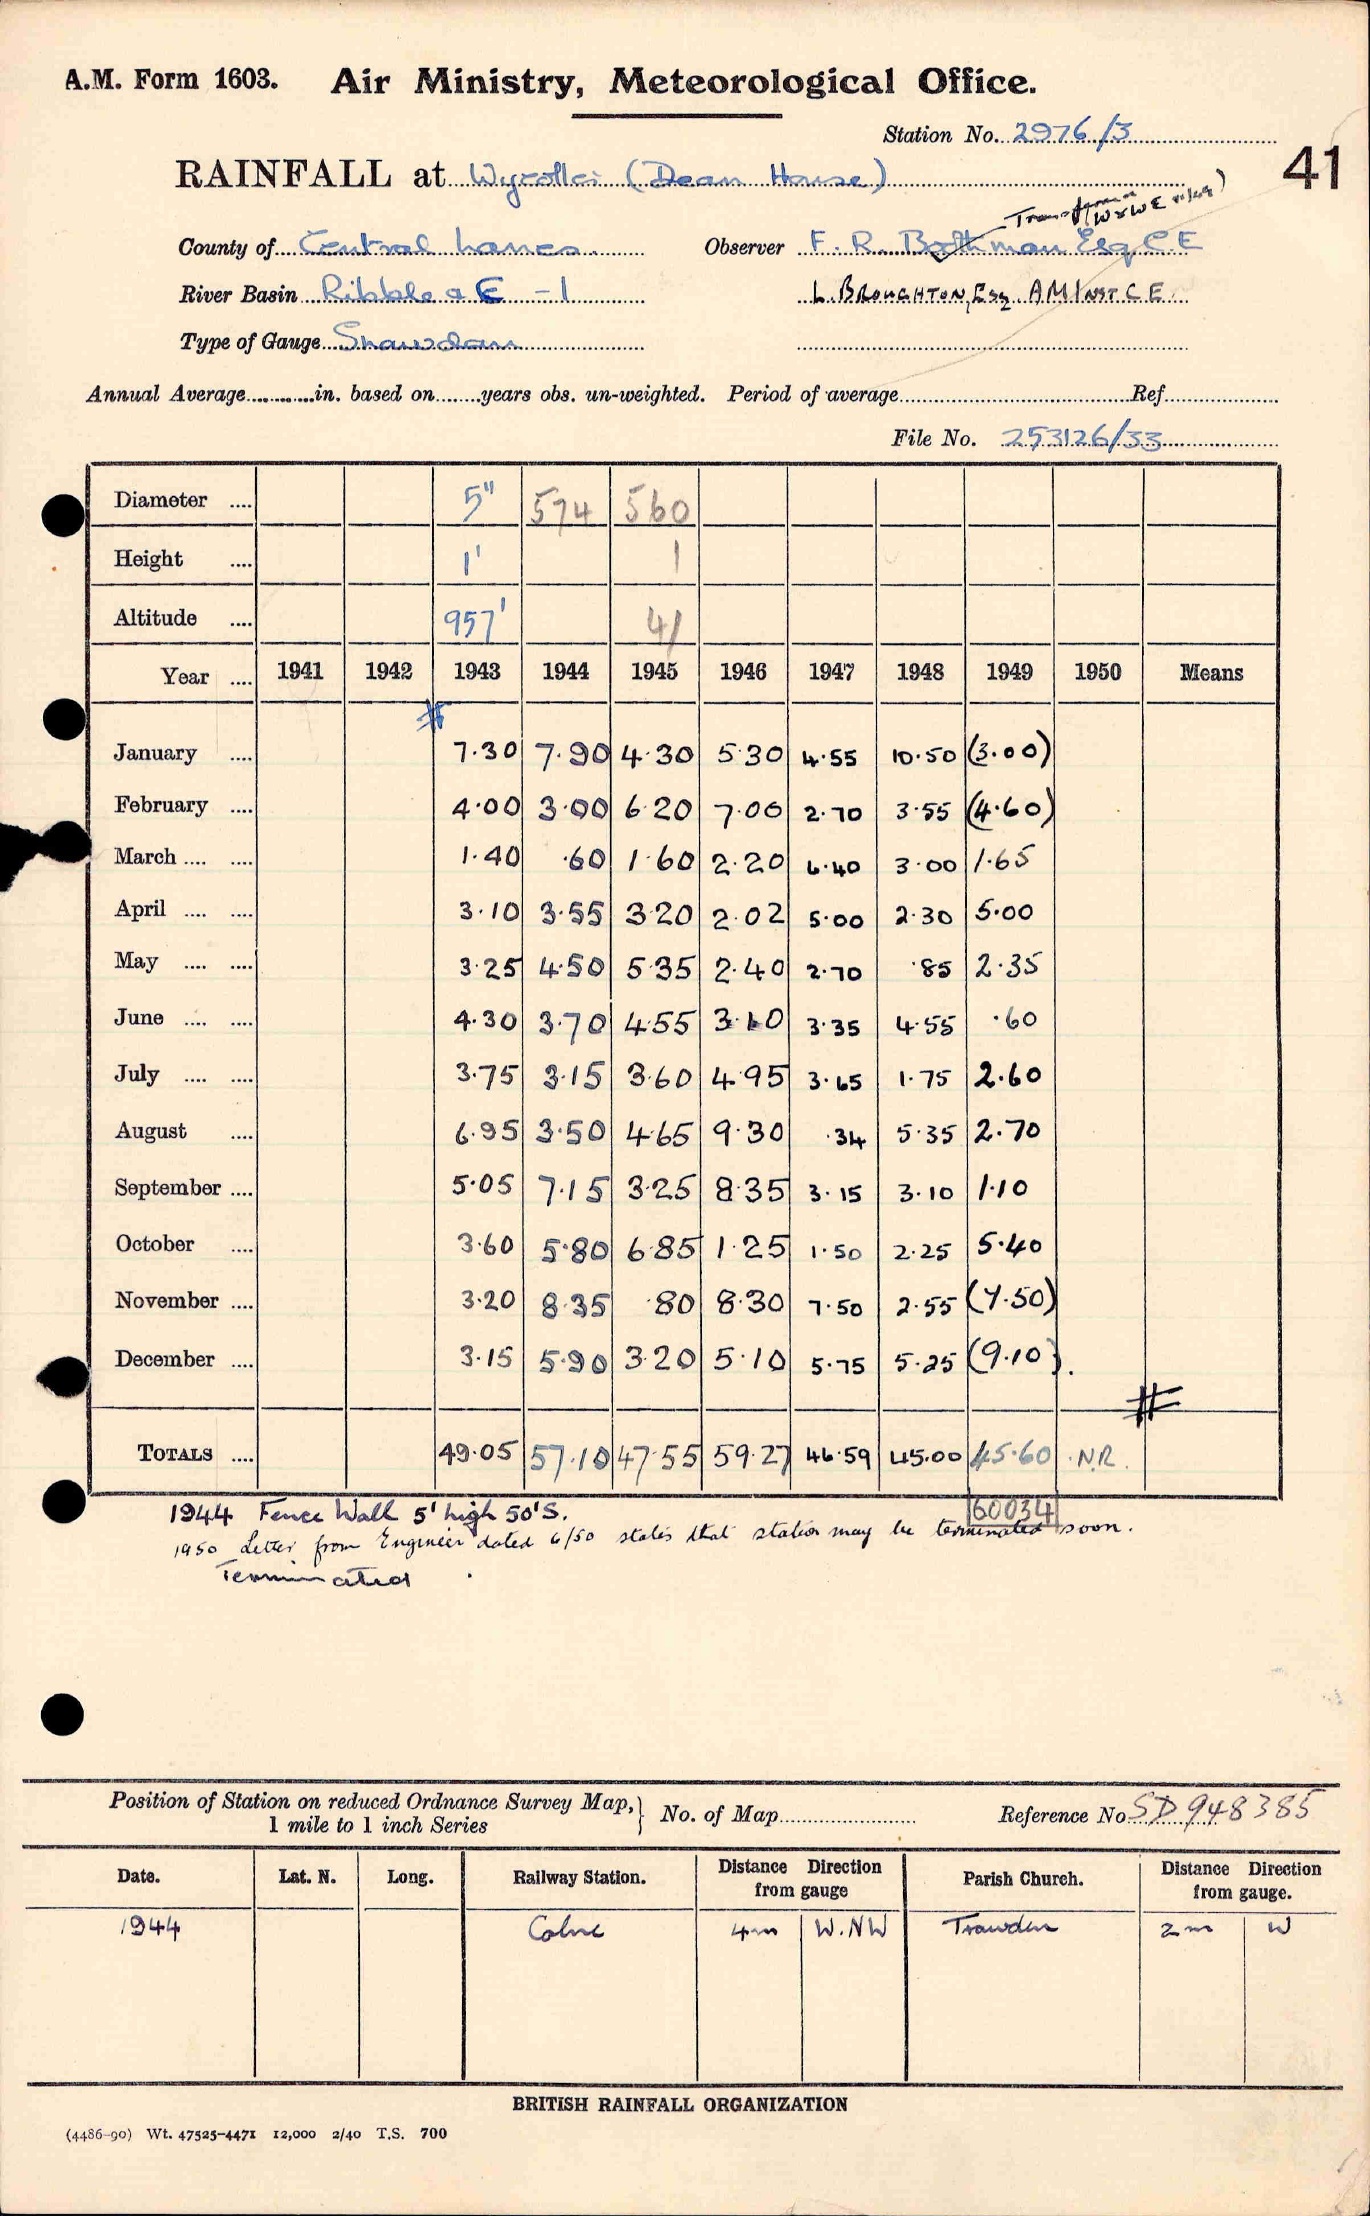 A.M. Form 1603. Air Ministry, Meteorological Office.
Station No. 2976/3
41
RAINFALL at Wycoller (Dean House)
County of Central Lancs. Observer F. R. Boothman Esq C.E
River Basin Ribble & E -1 L. BROUGHTON, Esq AMINST C E.
Type of Gauge Snowdon
Annual Average in. based on years obs. un-weighted. Period of average Ref.
File No. 253126/33
Diameter .... 5" 574 560
Height .... 1' 1
Altitude .... 957' 41
Year .... 1941 1942 1943 1944 1945 1946 1947 1948 1949 1950 Means
January .... 7.30 7.90 4.30 5.30 4.55 10.50 (3.00)
February .... 4.00 3.00 6.20 7.00 2.70 3.55 (4.60)
March .... .... 1.40 .60 1.60 2.20 6.40 3.00 1.65
April .... .... 3.10 3.55 3.20 2.02 5.00 2.30 5.00
May .... .... 3.25 4.50 5.35 2.40 2.70 .85 2.35
June .... .... 4.30 3.70 4.55 3.10 3.35 4.55 .60
July .... .... 3.75 3.15 3.60 4.95 3.65 1.75 2.60
August .... 6.95 3.50 4.65 9.30 .34 5.35 2.70
September .... 5.05 7.15 3.25 8.35 3.15 3.10 1.10
October .... 3.60 5.80 6.85 1.25 1.50 2.25 5.40
November .... 3.20 8.35 .80 8.30 7.50 2.55 (7.50)
December .... 3.15 5.90 3.20 5.10 5.75 5.25 (9.10).
TOTALS .... 49.05 57.10 47.55 59.27 46.59 45.00 45.60 N.R.
60034
1944 Fence Wall 5' high 50' S.
1950 Letter from Engineer dated 6/50 states that station may be terminated soon.
Terminated
Position of Station on reduced Ordnance Survey Map, } No. of Map Reference No. SD 948385
1 mile to 1 inch Series
Date. Lat. N. Long. Railway Station. Distance Direction from gauge Parish Church. Distance Direction from gauge.
1944 Colne 4m W.NW Trawden 2m W
BRITISH RAINFALL ORGANIZATION
(4486-90) Wt. 47525-4471 12,000 2/40 T.S. 700